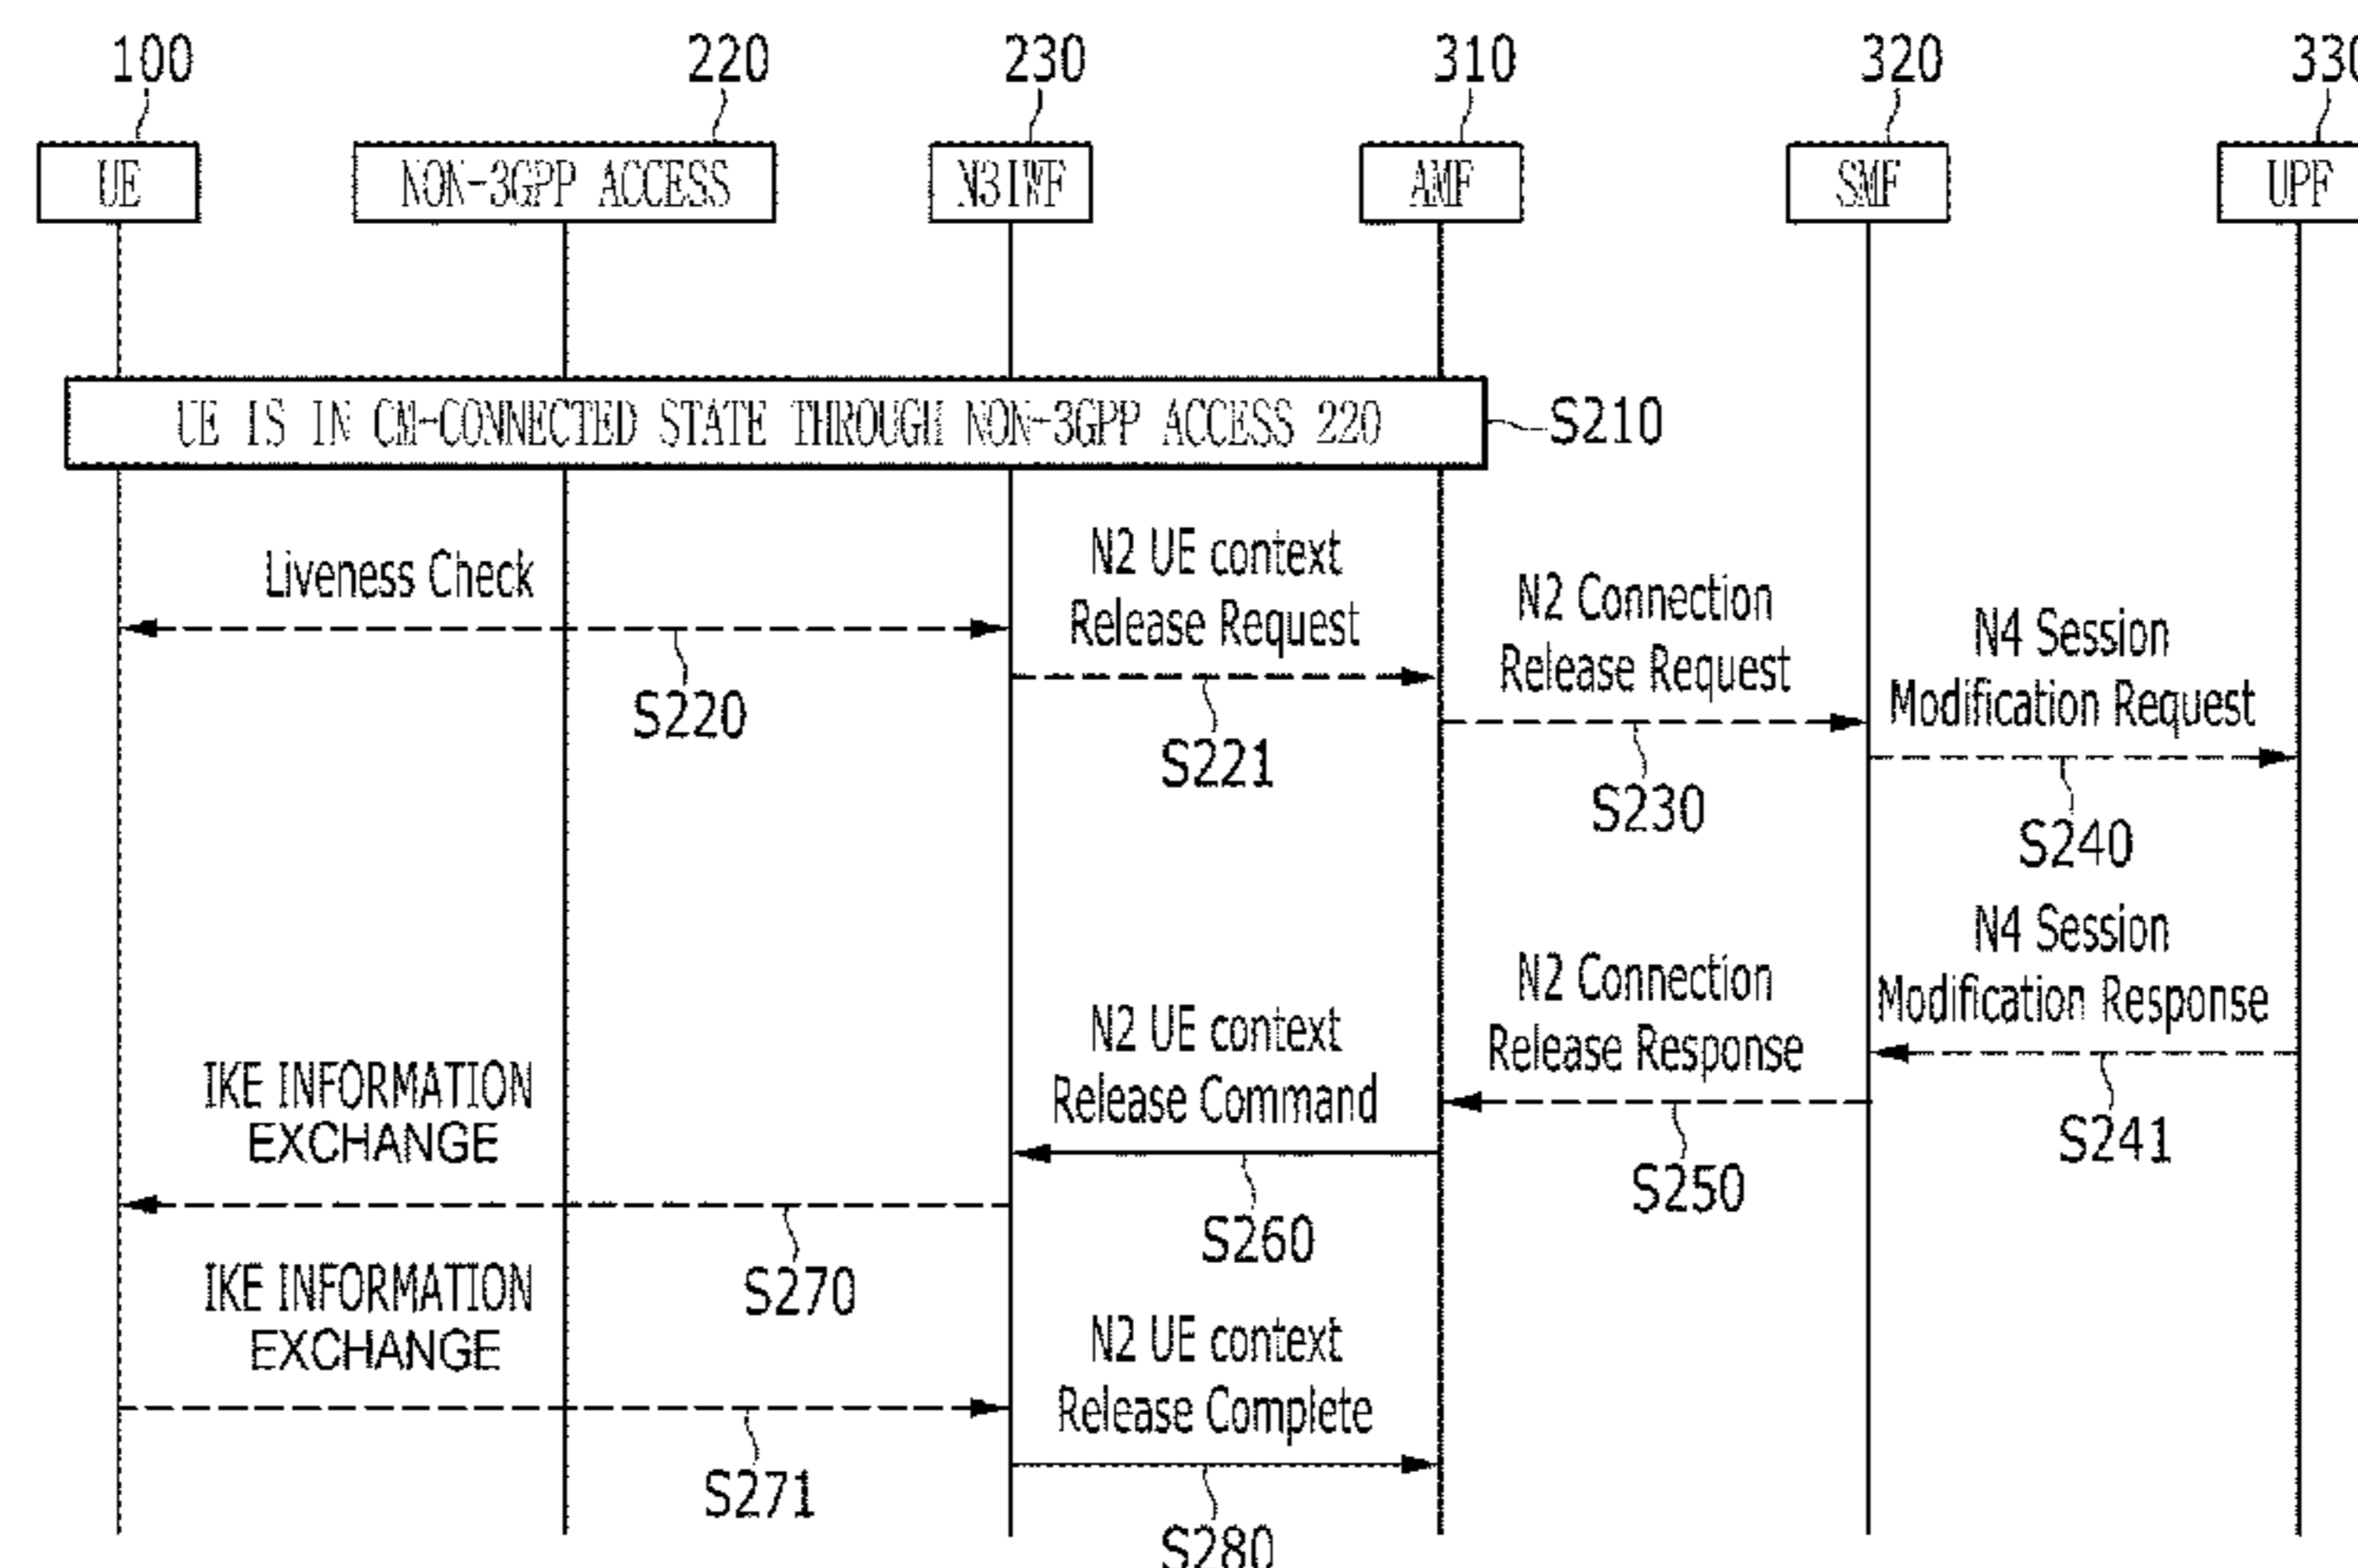 100
220
230
310
320
330
UE
NON-3GPP ACCESS
N3IWF
AMF
SMF
UPF
UE IS IN CM-CONNECTED STATE THROUGH NON-3GPP ACCESS 220
S210
Liveness Check
S220
N2 UE context
Release Request
S221
N2 Connection
Release Request
S230
N4 Session
Modification Request
S240
N4 Session
Modification Response
S241
N2 Connection
Release Response
S250
N2 UE context
Release Command
S260
IKE INFORMATION
EXCHANGE
S270
IKE INFORMATION
EXCHANGE
S271
N2 UE context
Release Complete
S280